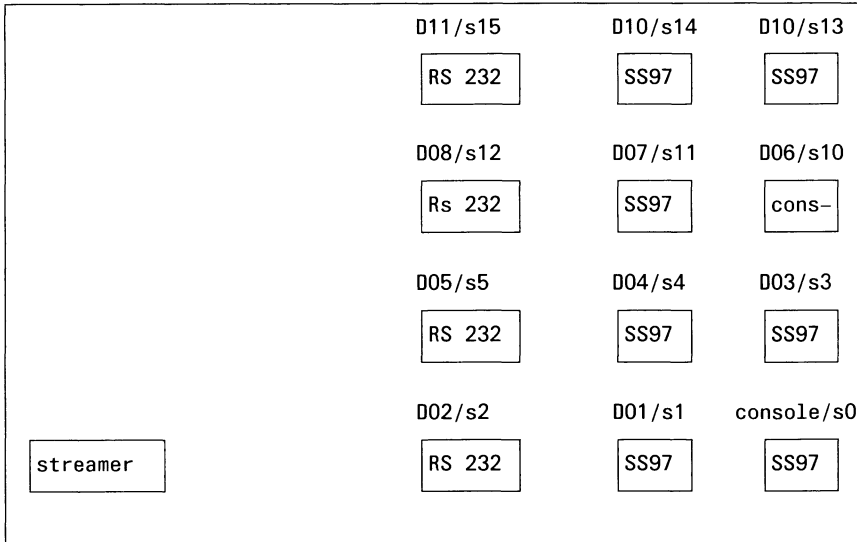 D11/s15 D10/s14 D10/s13
RS 232 SS97 SS97
D08/s12 D07/s11 D06/s10
Rs 232 SS97 cons-
D05/s5 D04/s4 D03/s3
RS 232 SS97 SS97
D02/s2 D01/s1 console/s0
streamer RS 232 SS97 SS97